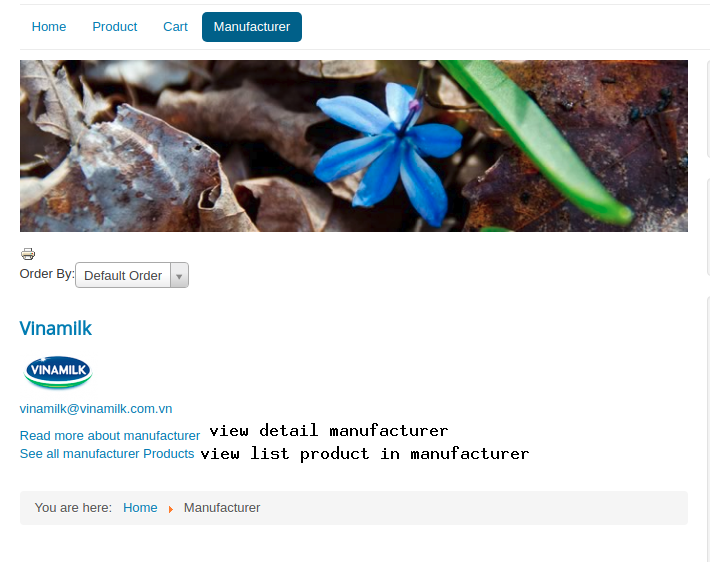 Home Product Cart Manufacturer
Order By: Default Order
Vinamilk
VINAMILK
vinamilk@vinamilk.com.vn
Read more about manufacturer view detail manufacturer
See all manufacturer Products view list product in manufacturer
You are here: Home Manufacturer